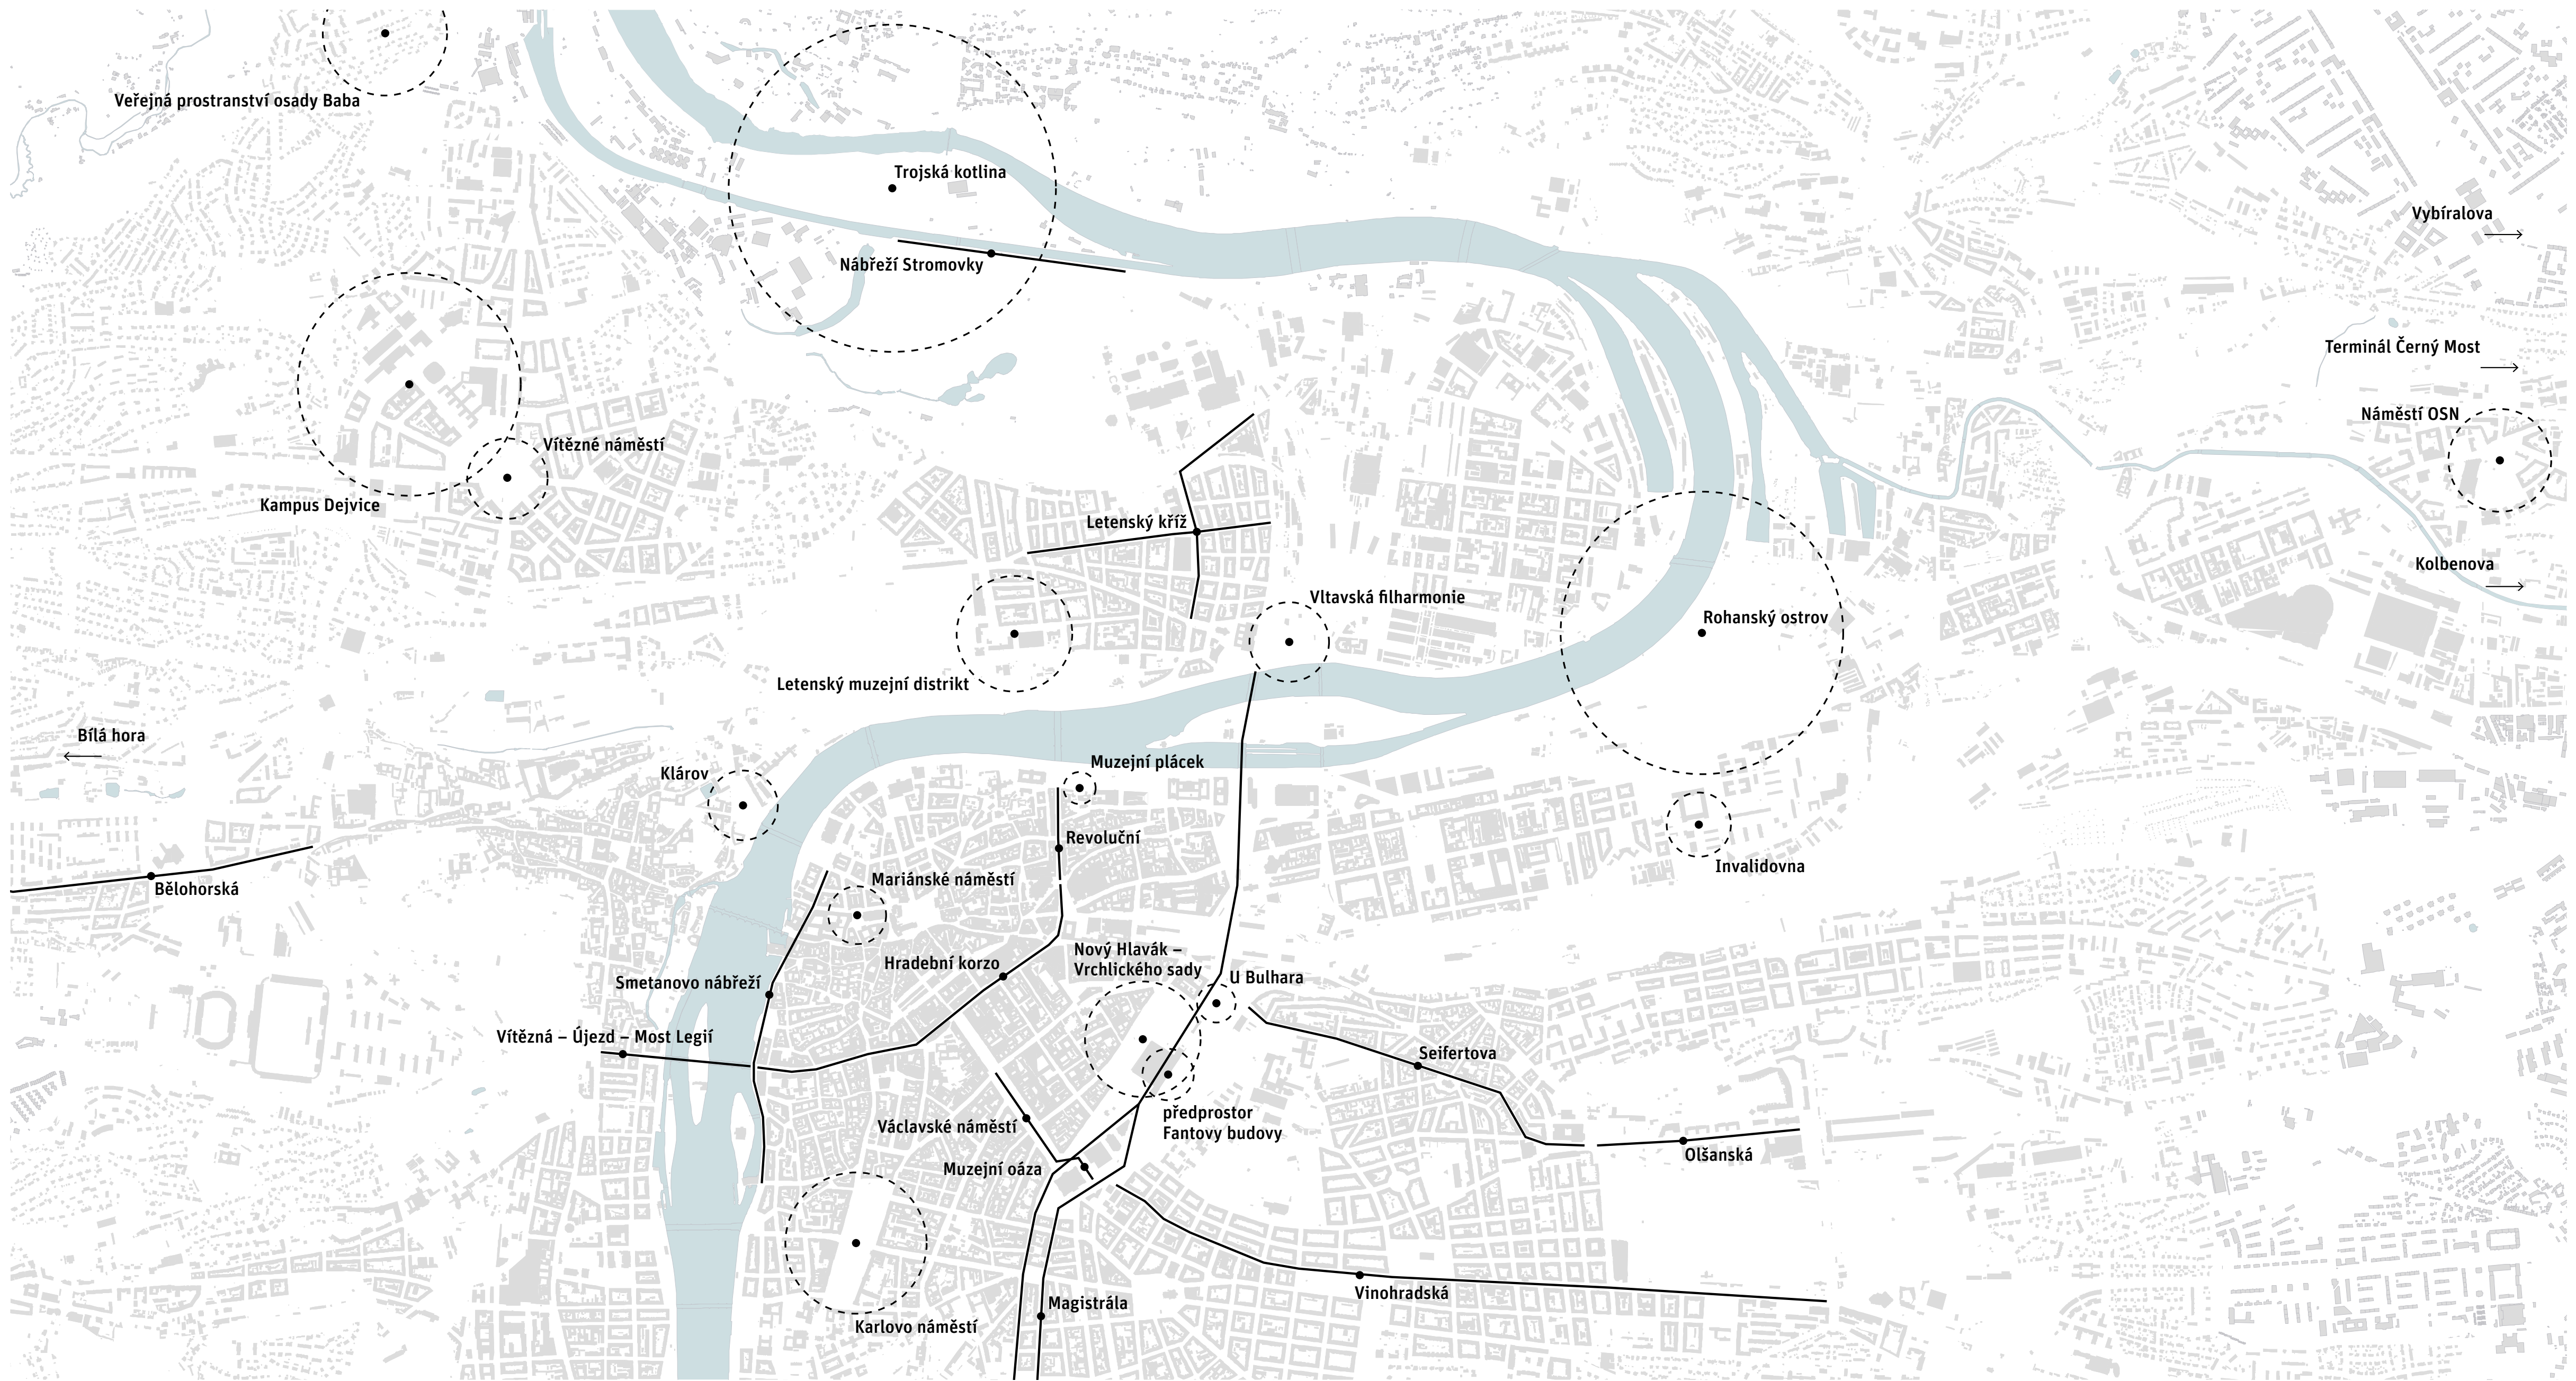 Veřejná prostranství osady Baba
Trojská kotlina
Vybíralova
Nábřeží Stromovky
Terminál Černý Most
Náměstí OSN
Vítězné náměstí
Kampus Dejvice
Letenský kříž
Kolbenova
Vltavská filharmonie
Rohanský ostrov
Letenský muzejní distrikt
Bílá hora
Muzejní plácek
Klárov
Revoluční
Invalidovna
Mariánské náměstí
Bělohorská
Nový Hlavák –
Vrchlického sady
Hradební korzo
U Bulhara
Smetanovo nábřeží
Vítězná – Újezd – Most Legií
Seifertova
předprostor
Fantovy budovy
Václavské náměstí
Olšanská
Muzejní oáza
Vinohradská
Magistrála
Karlovo náměstí